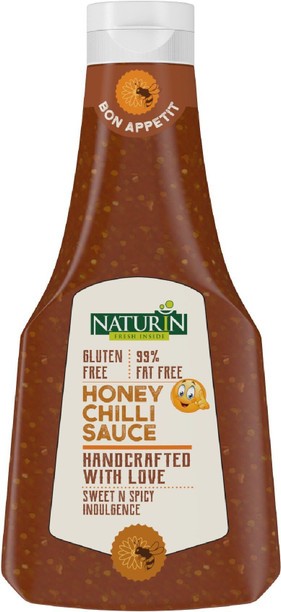 BON APPETIT
NATURIN
FRESH INSIDE
GLUTEN FREE
99% FAT FREE
HONEY
CHILLI
SAUCE
HANDCRAFTED
WITH LOVE
SWEET N SPICY
INDULGENCE